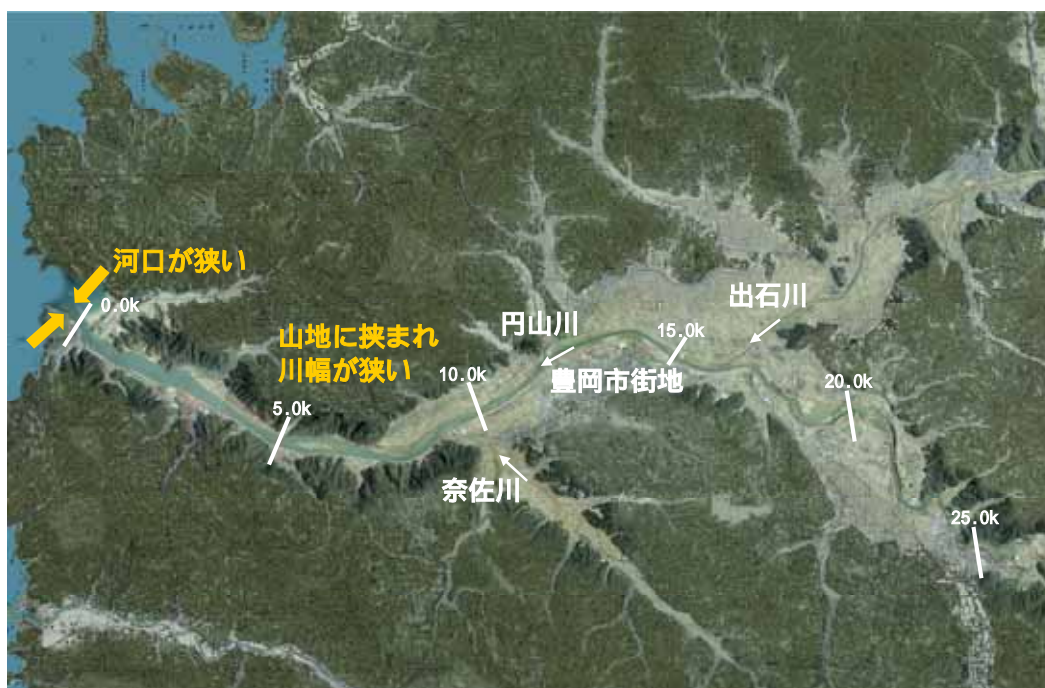 河口が狭い
0.0k
山地に挟まれ
川幅が狭い
5.0k
10.0k
円山川
15.0k
豊岡市街地
出石川
20.0k
奈佐川
25.0k